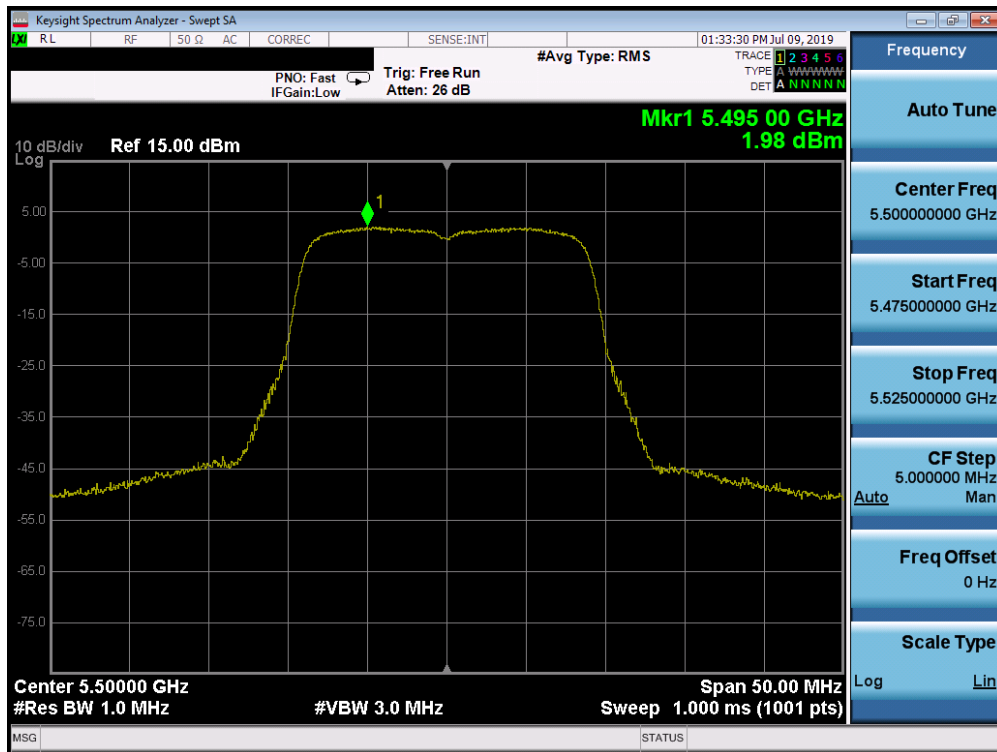 Keysight Spectrum Analyzer - Swept SA
LXI RL RF 50 Ω AC CORREC SENSE:INT 01:33:30 PM Jul 09, 2019
PNO: Fast
IFGain:Low
Trig: Free Run
Atten: 26 dB
#Avg Type: RMS
TRACE 1 2 3 4 5 6
TYPE A WWWWWW
DET A N N N N N
Mkr1 5.495 00 GHz
1.98 dBm
10 dB/div Ref 15.00 dBm
Log
1
5.00
-5.00
-15.0
-25.0
-35.0
-45.0
-55.0
-65.0
-75.0
Center 5.50000 GHz Span 50.00 MHz
#Res BW 1.0 MHz #VBW 3.0 MHz Sweep 1.000 ms (1001 pts)
MSG STATUS
Frequency
Auto Tune
Center Freq
5.500000000 GHz
Start Freq
5.475000000 GHz
Stop Freq
5.525000000 GHz
CF Step
5.000000 MHz
Auto Man
Freq Offset
0 Hz
Scale Type
Log Lin